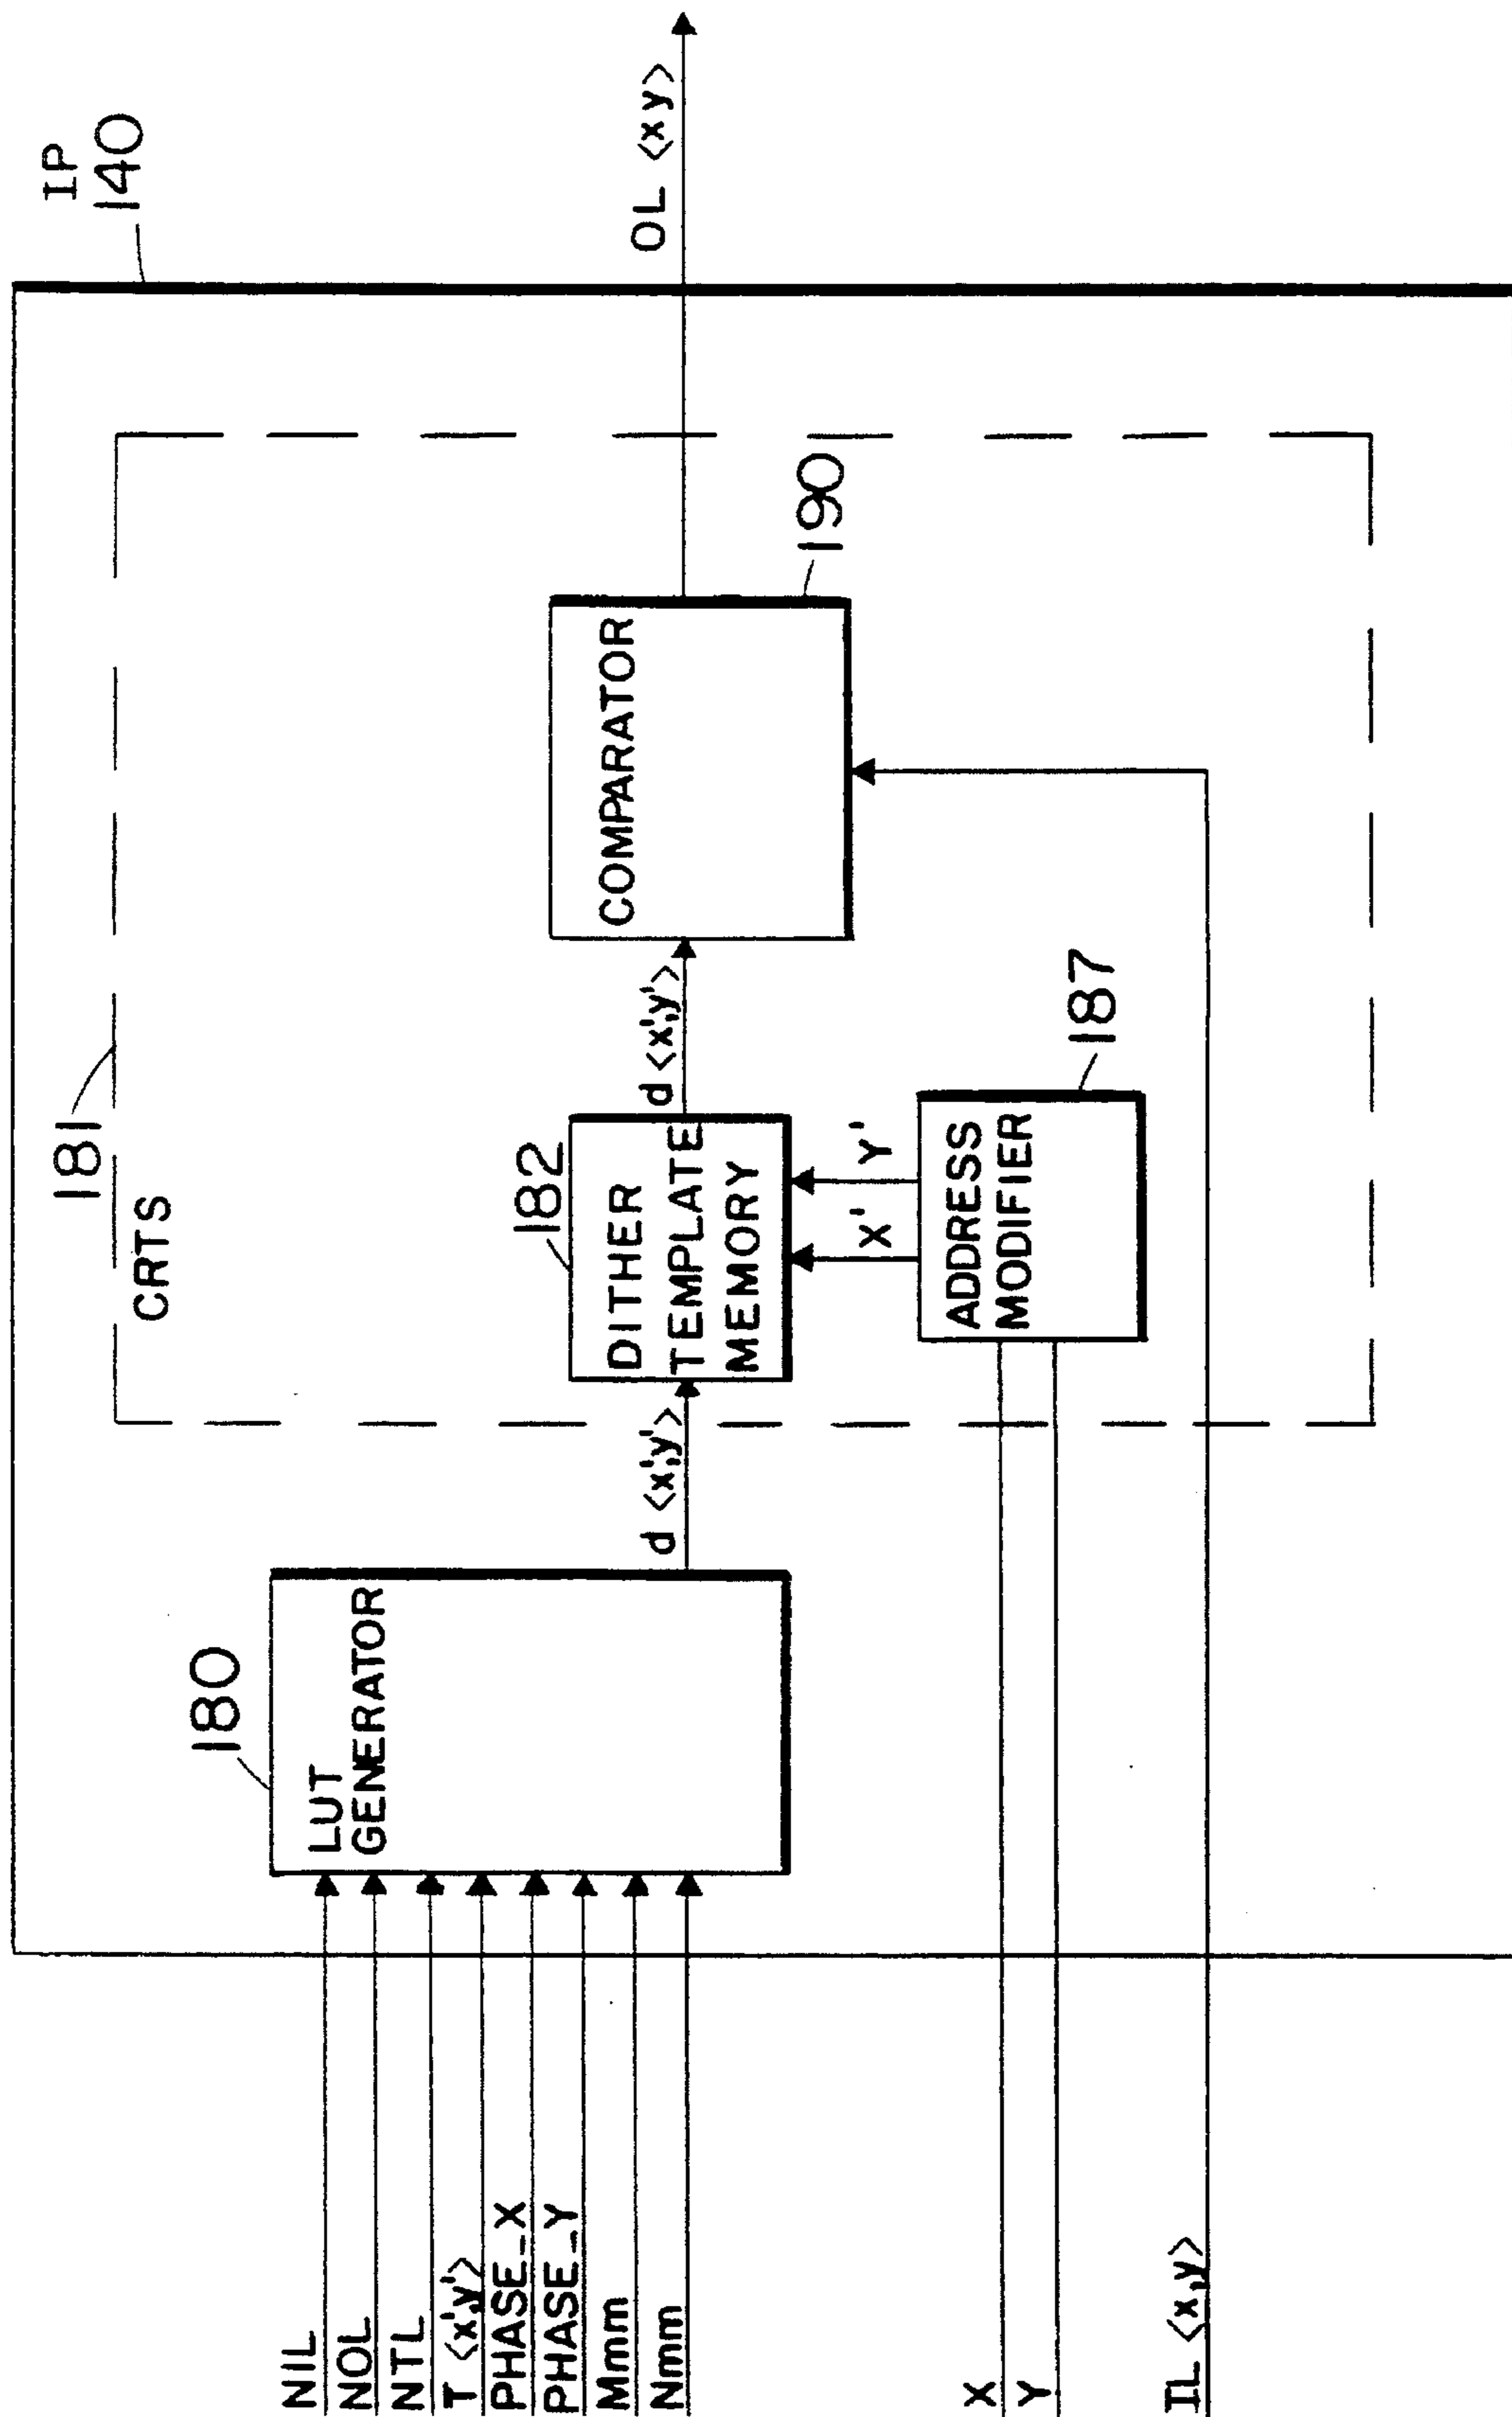 IP
140
181
CRTS
180
LUT
GENERATOR
NIL
NOL
NTL
T <x',y'>
PHASE_X
PHASE_Y
Mmm
Nmm
d <x',y'>
182
DITHER
TEMPLATE
MEMORY
d <x',y'>
COMPARATOR
190
OL <xy>
X' Y'
ADDRESS
MODIFIER
187
X
Y
IL <x,y>